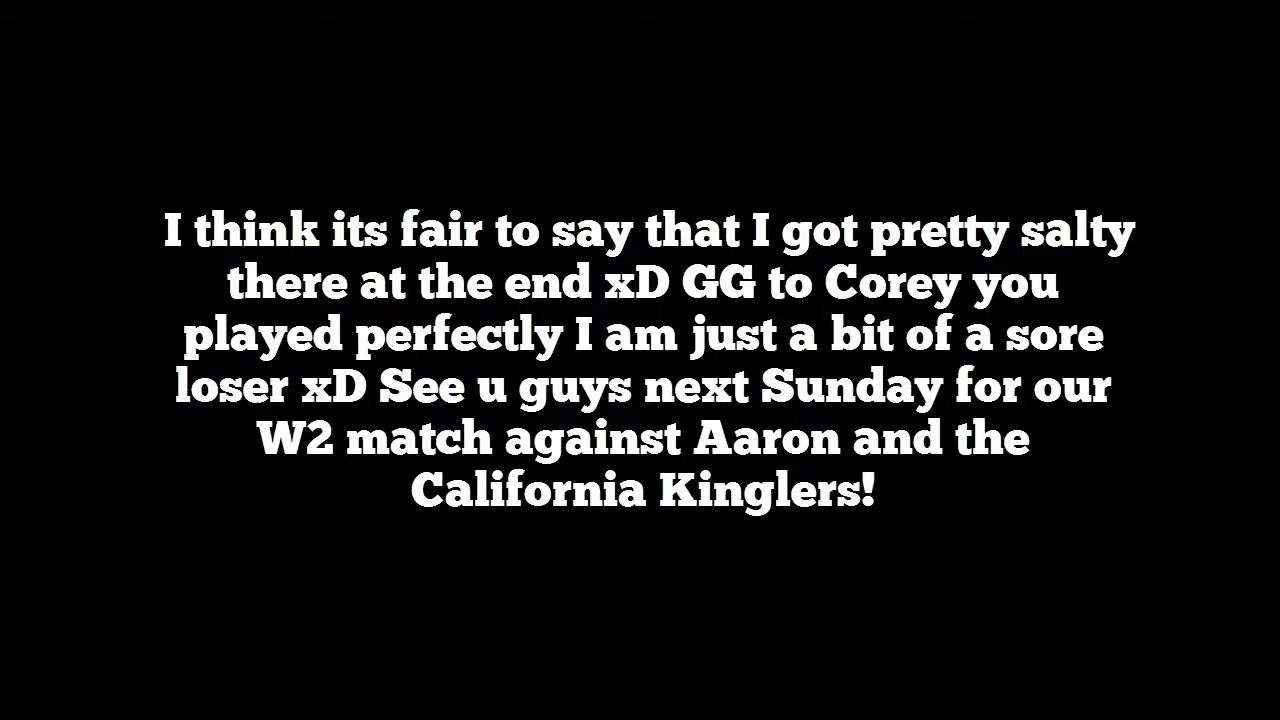 I think its fair to say that I got pretty salty
there at the end xD GG to Corey you
played perfectly I am just a bit of a sore
loser xD See u guys next Sunday for our
W2 match against Aaron and the
California Kinglers!